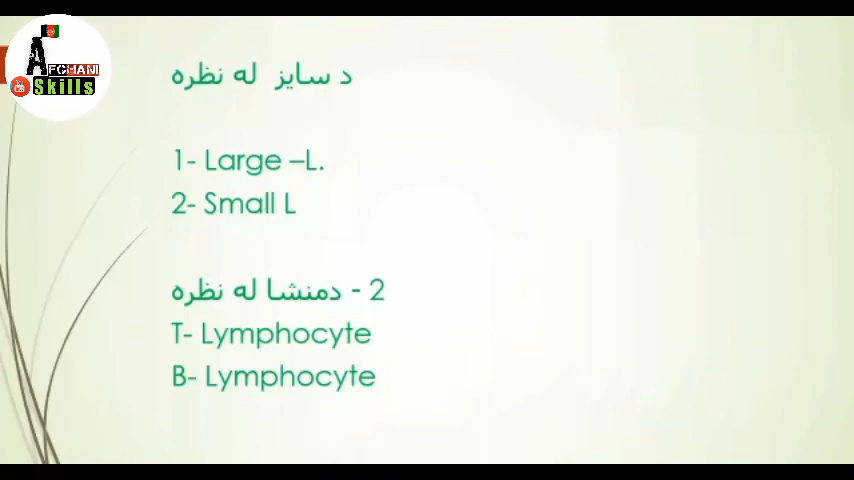 AFGHANI
Skills
د سایز له نظره
1- Large –L.
2- Small L
2 - دمنشا له نظره
T- Lymphocyte
B- Lymphocyte